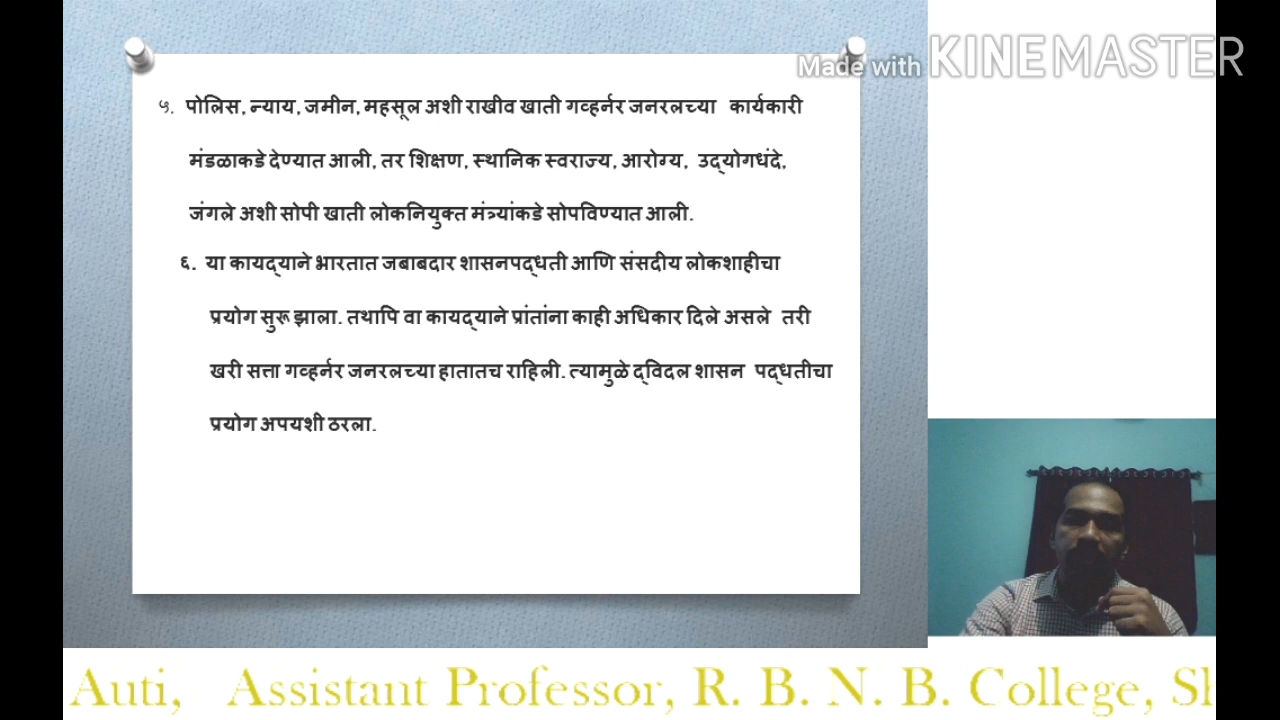 Made with KINEMASTER
५. पोलिस, न्याय, जमीन, महसूल अशी राखीव खाती गव्हर्नर जनरलच्या कार्यकारी
मंडळाकडे देण्यात आली, तर शिक्षण, स्थानिक स्वराज्य, आरोग्य, उद्योगधंदे,
जंगले अशी सोपी खाती लोकनियुक्त मंत्र्यांकडे सोपविण्यात आली.
६. या कायद्याने भारतात जबाबदार शासनपद्धती आणि संसदीय लोकशाहीचा
प्रयोग सुरू झाला. तथापि वा कायद्याने प्रांतांना काही अधिकार दिले असले तरी
खरी सत्ता गव्हर्नर जनरलच्या हातातच राहिली. त्यामुळे द्विदल शासन पद्धतीचा
प्रयोग अपयशी ठरला.
Auti, Assistant Professor, R. B. N. B. College,